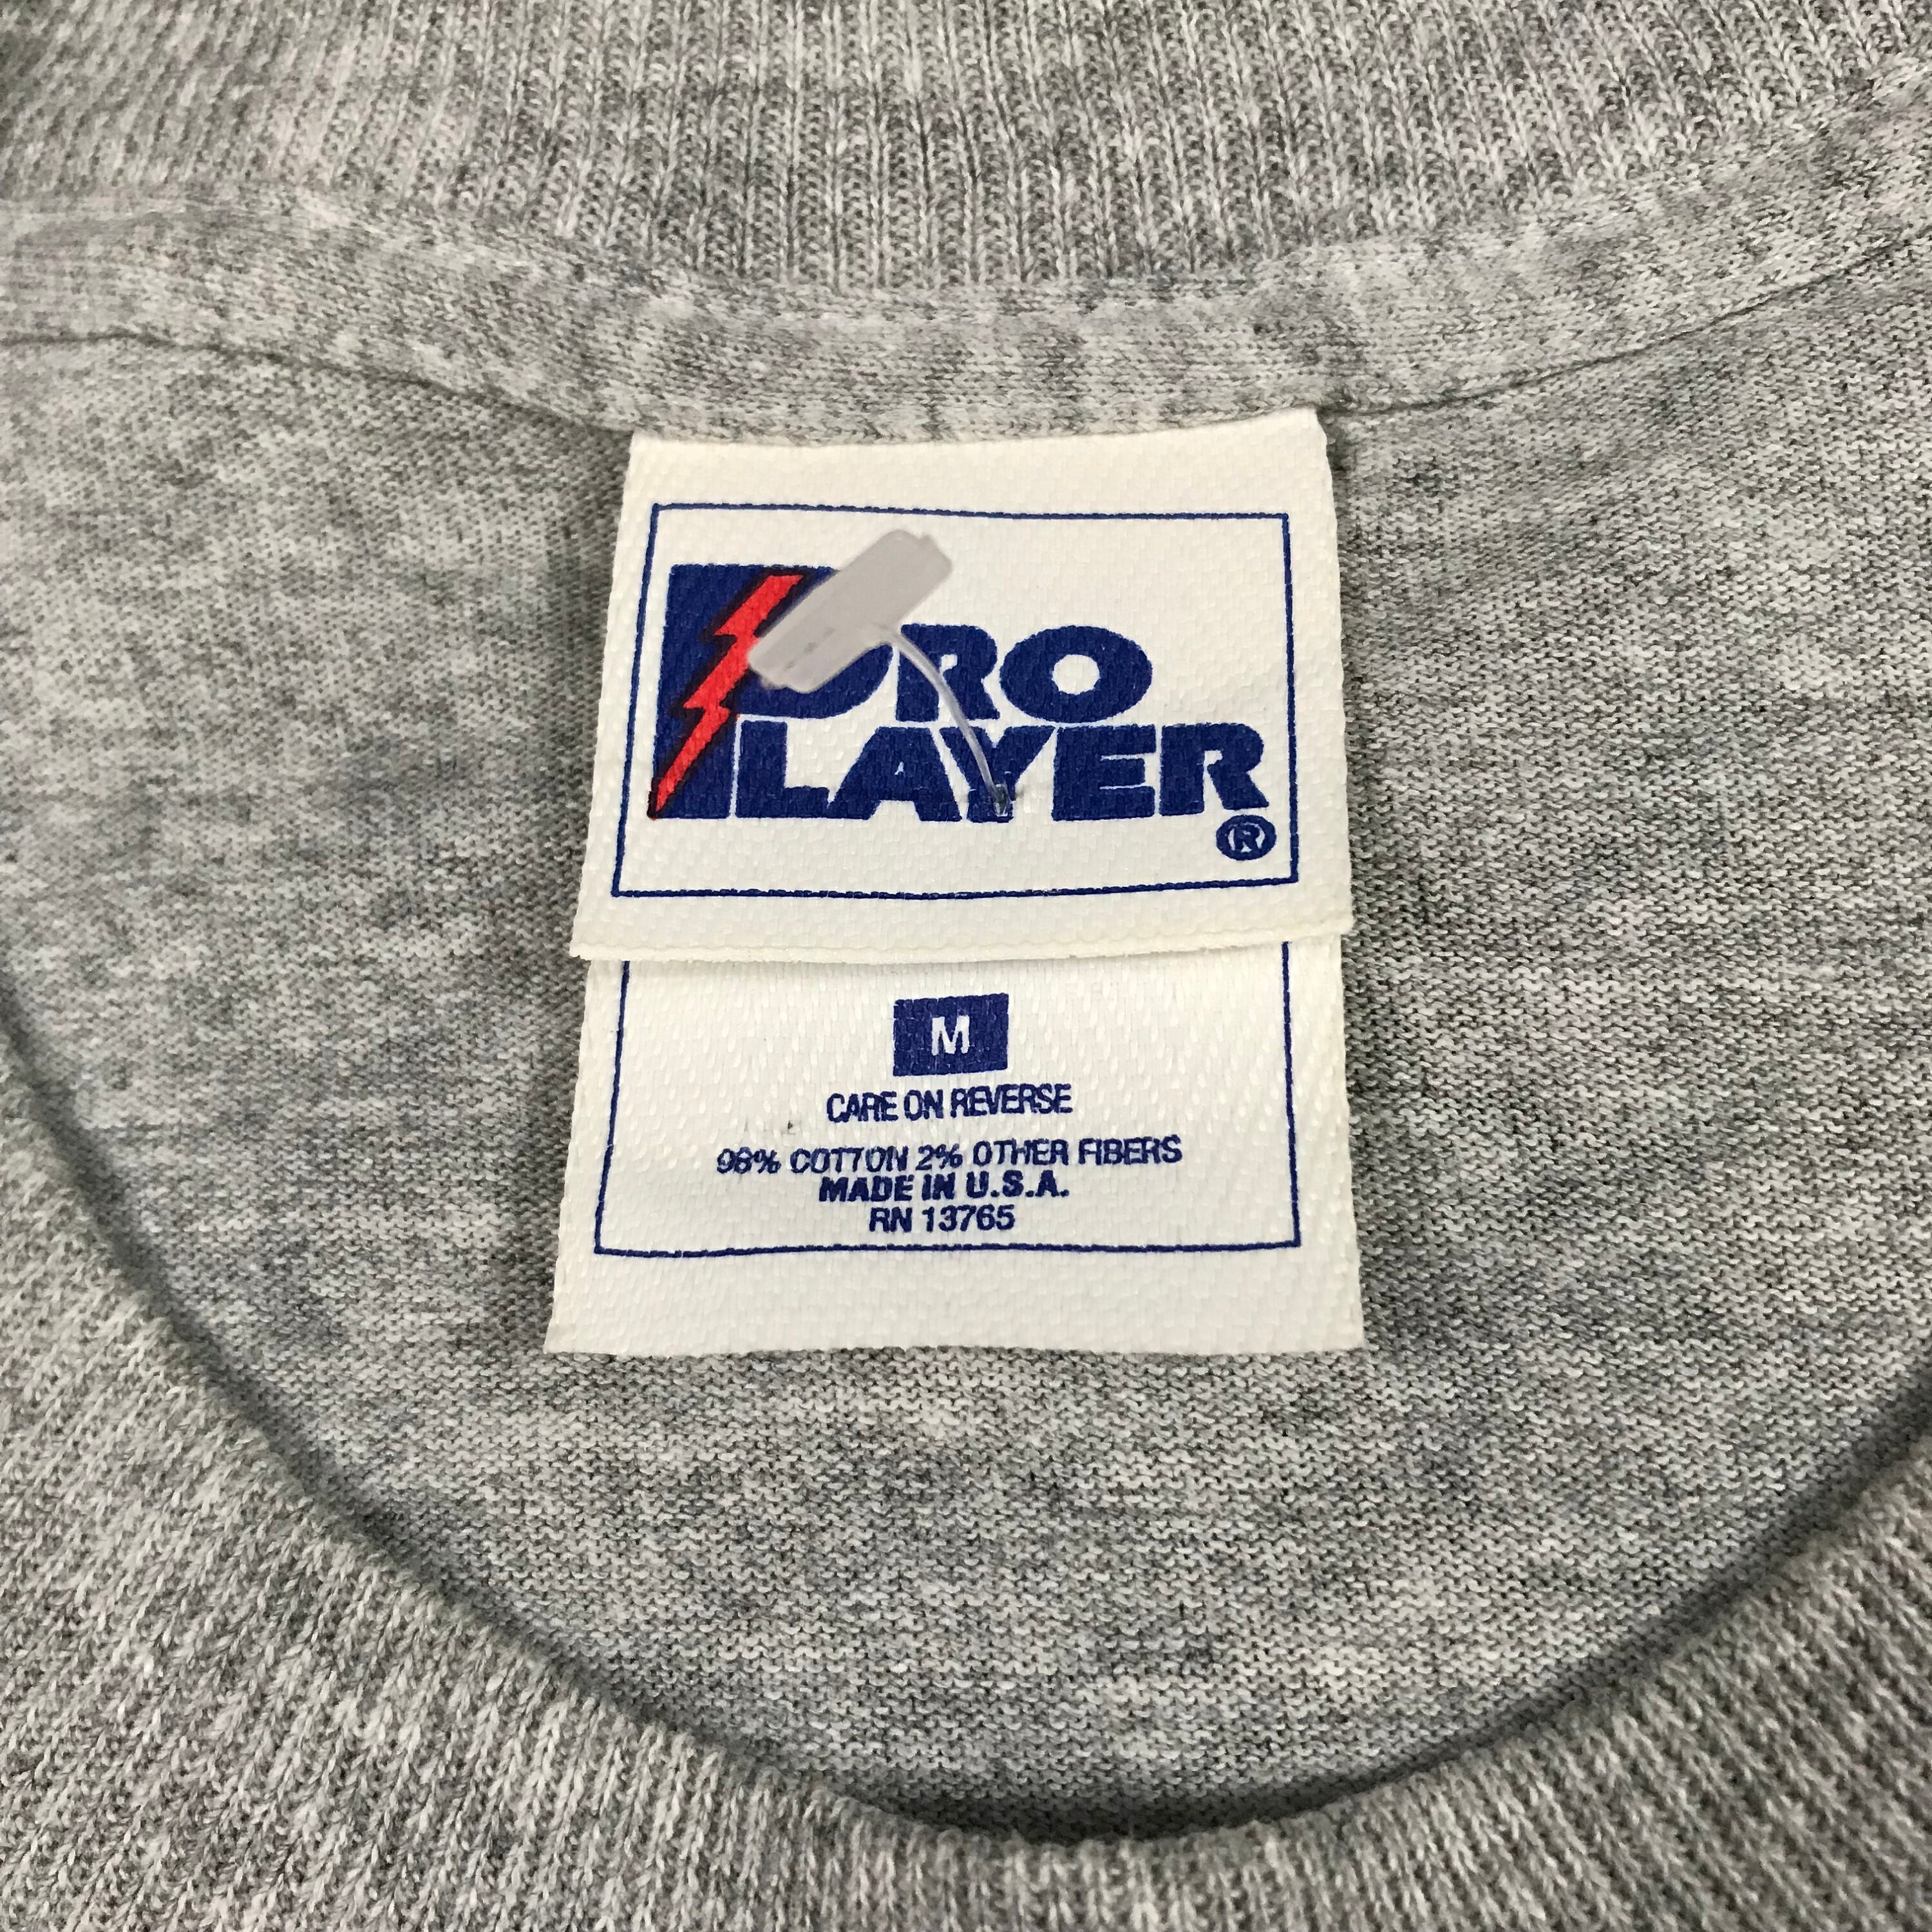 PRO
PLAYER
®
M
CARE ON REVERSE
98% COTTON 2% OTHER FIBERS
MADE IN U.S.A.
RN 13765